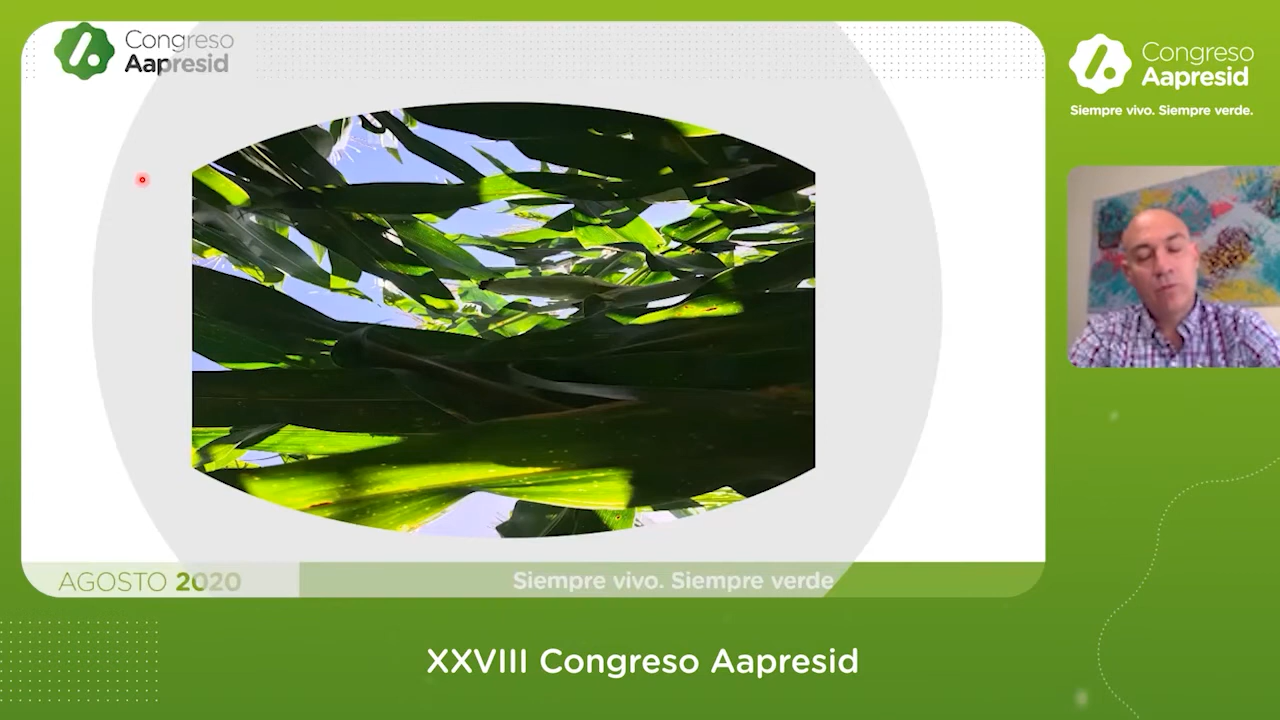 Congreso
Aapresid
Congreso
Aapresid
Siempre vivo. Siempre verde.
AGOSTO 2020
Siempre vivo. Siempre verde
XXVIII Congreso Aapresid